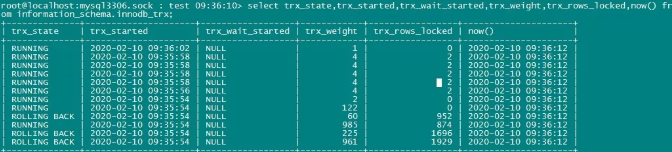 root@localhost:mysql3306.sock : test 09:36:10> select trx_state,trx_started,trx_wait_started,trx_weight,trx_rows_locked,now() fr
om information_schema.innodb_trx;
| trx_state | trx_started | trx_wait_started | trx_weight | trx_rows_locked | now() |
| RUNNING | 2020-02-10 09:36:02 | NULL | 1 | 0 | 2020-02-10 09:36:12 |
| RUNNING | 2020-02-10 09:35:58 | NULL | 4 | 2 | 2020-02-10 09:36:12 |
| RUNNING | 2020-02-10 09:35:58 | NULL | 4 | 2 | 2020-02-10 09:36:12 |
| RUNNING | 2020-02-10 09:35:58 | NULL | 4 | 2 | 2020-02-10 09:36:12 |
| RUNNING | 2020-02-10 09:35:58 | NULL | 4 | 2 | 2020-02-10 09:36:12 |
| RUNNING | 2020-02-10 09:35:56 | NULL | 4 | 2 | 2020-02-10 09:36:12 |
| RUNNING | 2020-02-10 09:35:54 | NULL | 2 | 0 | 2020-02-10 09:36:12 |
| RUNNING | 2020-02-10 09:35:54 | NULL | 122 | 0 | 2020-02-10 09:36:12 |
| ROLLING BACK | 2020-02-10 09:35:54 | NULL | 60 | 952 | 2020-02-10 09:36:12 |
| RUNNING | 2020-02-10 09:35:54 | NULL | 985 | 874 | 2020-02-10 09:36:12 |
| ROLLING BACK | 2020-02-10 09:35:54 | NULL | 225 | 1696 | 2020-02-10 09:36:12 |
| ROLLING BACK | 2020-02-10 09:35:54 | NULL | 961 | 1929 | 2020-02-10 09:36:12 |